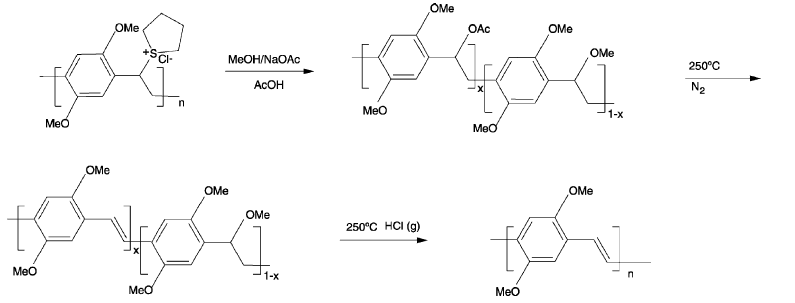 OMe
S+
Cl-
n
MeO
MeOH/NaOAc
AcOH
OMe
OAc
x
MeO
OMe
OMe
1-x
MeO
250ºC
N2
OMe
x
MeO
OMe
OMe
1-x
MeO
250ºC HCl (g)
OMe
n
MeO